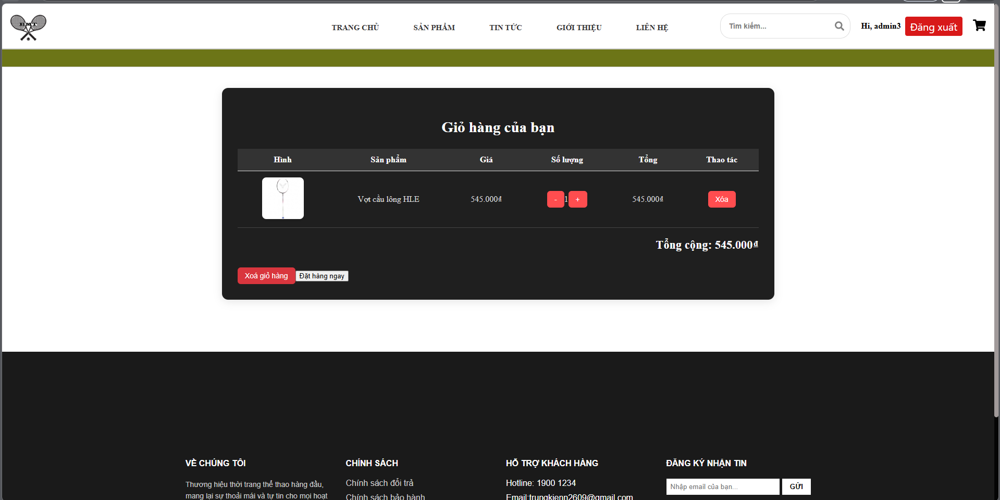 BMT
TRANG CHỦ SẢN PHẨM TIN TỨC GIỚI THIỆU LIÊN HỆ Tìm kiếm... Hi, admin3 Đăng xuất
Giỏ hàng của bạn
Hình Sản phẩm Giá Số lượng Tổng Thao tác
Vợt cầu lông HLE 545.000₫ - 1 + 545.000₫ Xóa
Tổng cộng: 545.000₫
Xoá giỏ hàng Đặt hàng ngay
VỀ CHÚNG TÔI
Thương hiệu thời trang thể thao hàng đầu,
mang lại sự thoải mái và tự tin cho mọi hoạt
CHÍNH SÁCH
Chính sách đổi trả
Chính sách bảo hành
HỖ TRỢ KHÁCH HÀNG
Hotline: 1900 1234
Email:trungkienn2609@gmail.com
ĐĂNG KÝ NHẬN TIN
Nhập email của bạn... GỬI